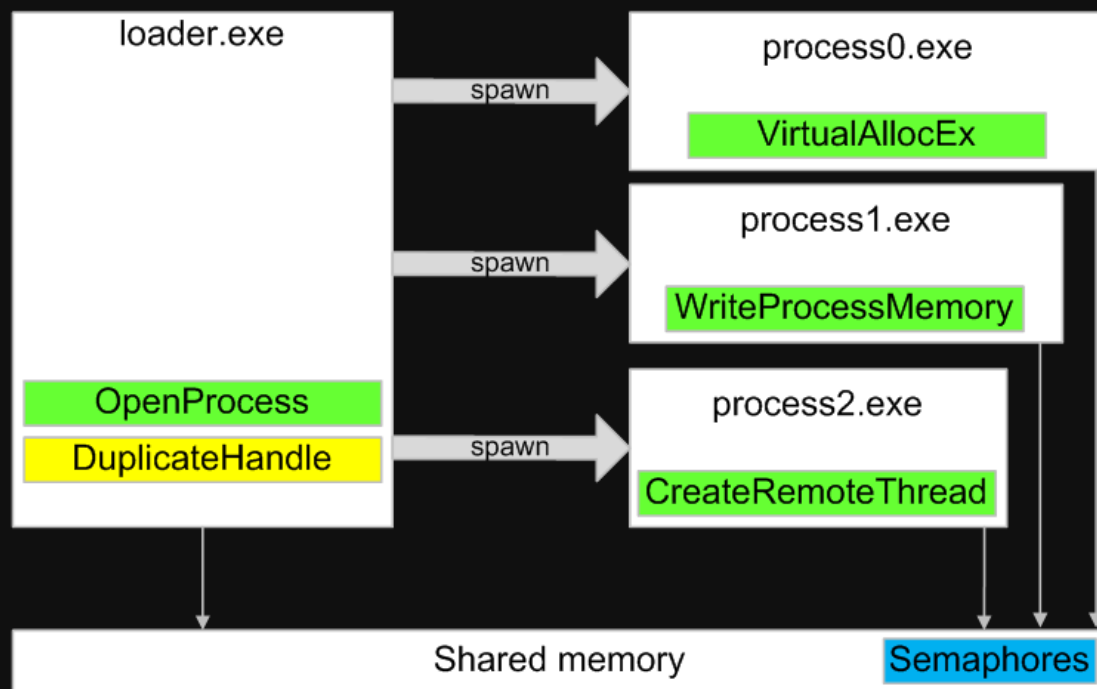 loader.exe
OpenProcess
DuplicateHandle
spawn
process0.exe
VirtualAllocEx
spawn
process1.exe
WriteProcessMemory
spawn
process2.exe
CreateRemoteThread
Shared memory
Semaphores